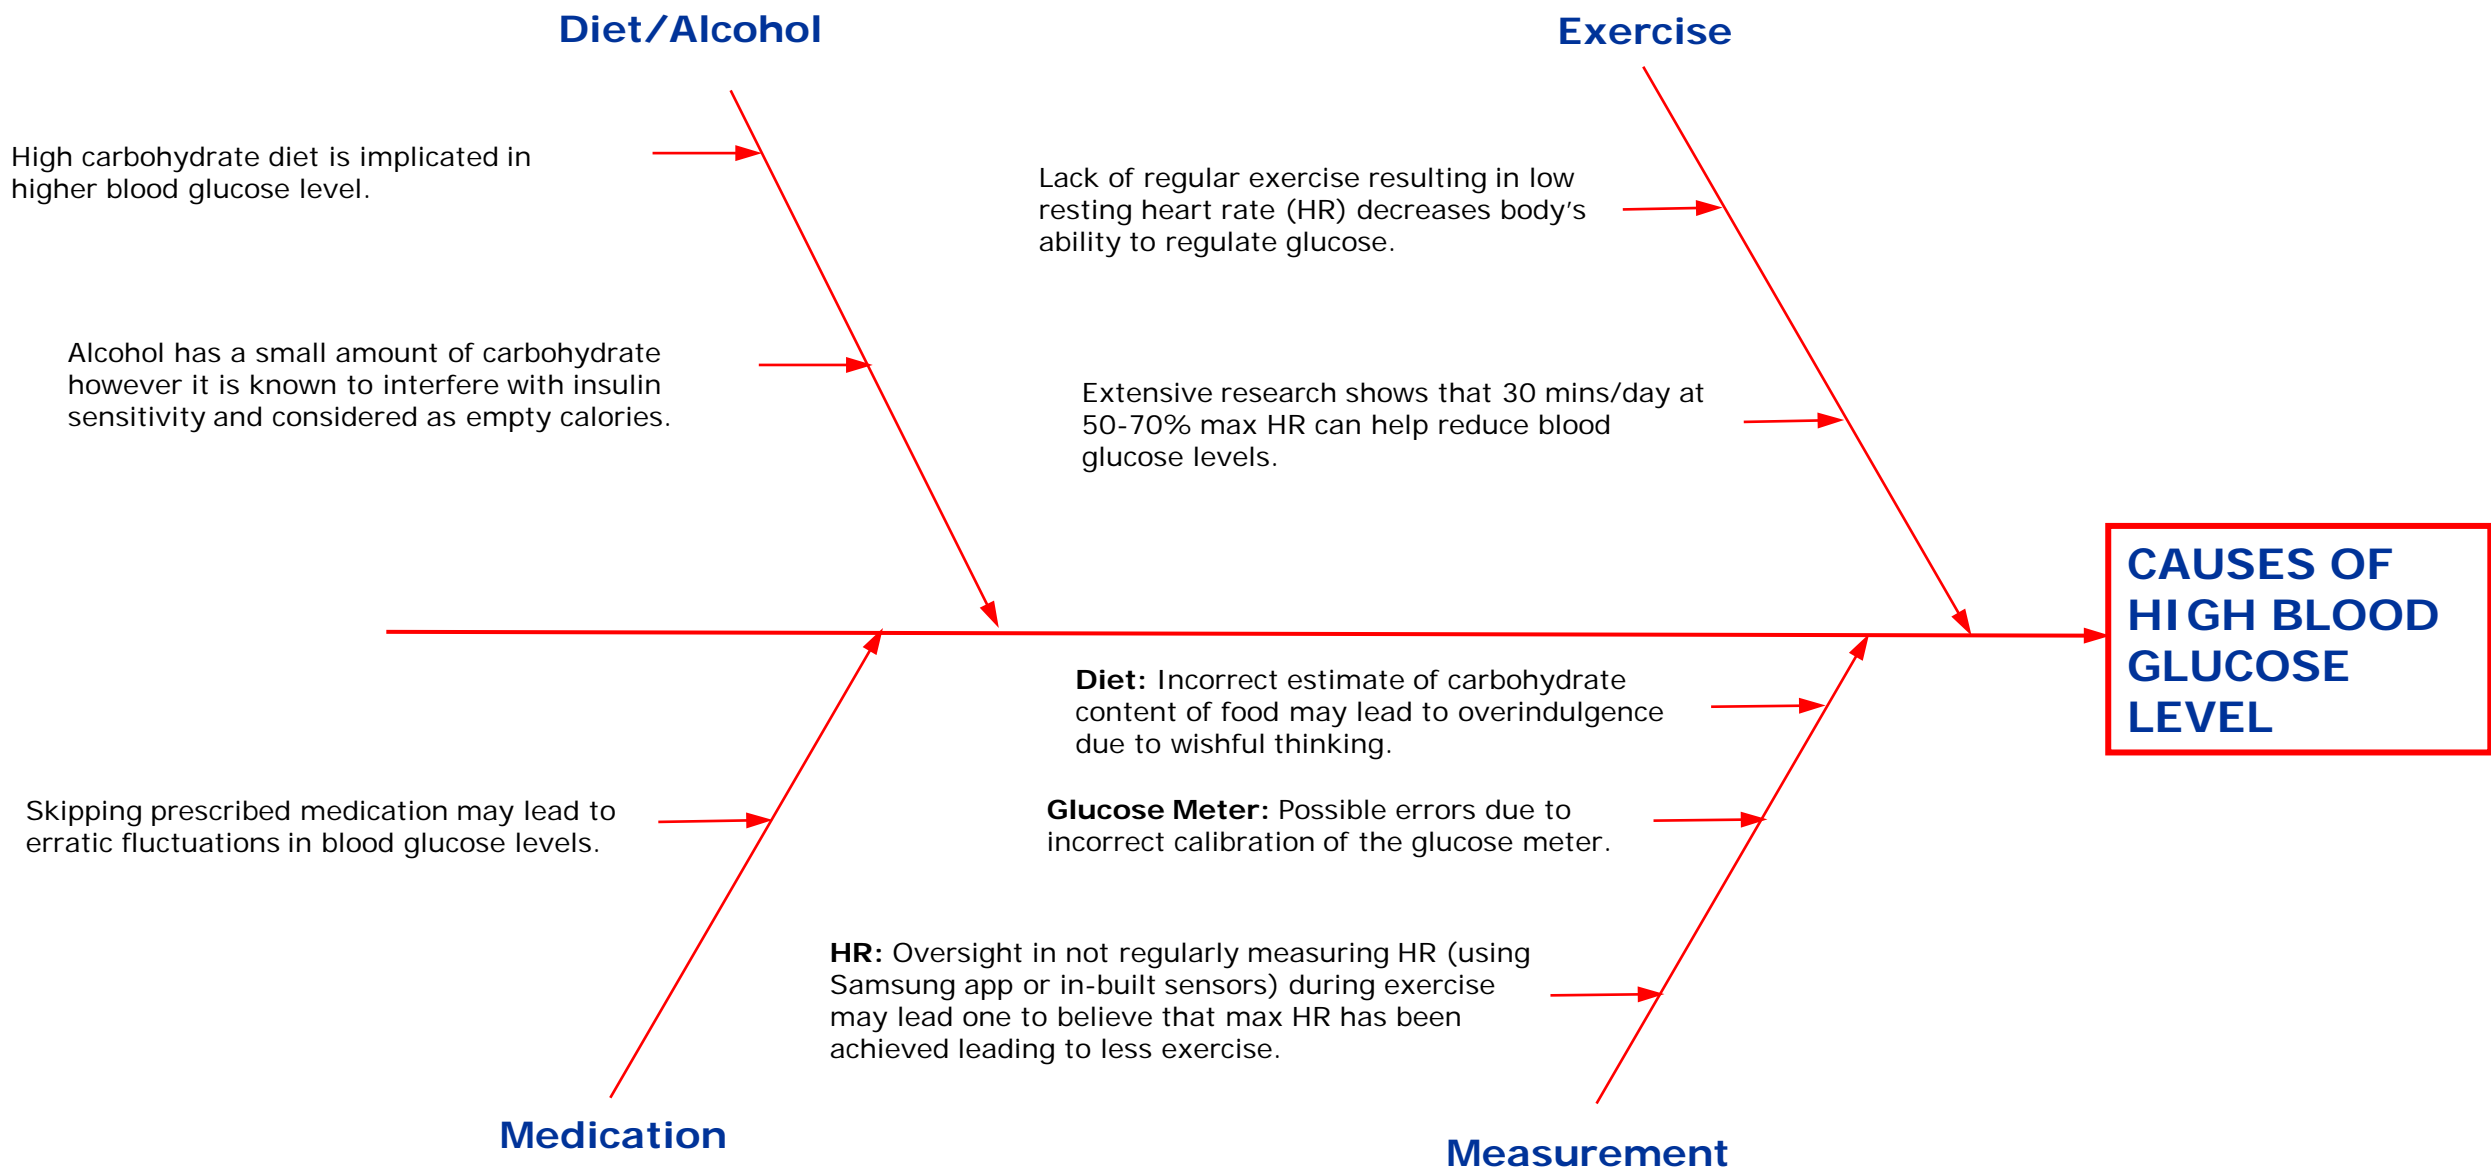 Diet/Alcohol
Exercise
High carbohydrate diet is implicated in
higher blood glucose level.
Lack of regular exercise resulting in low
resting heart rate (HR) decreases body's
ability to regulate glucose.
Alcohol has a small amount of carbohydrate
however it is known to interfere with insulin
sensitivity and considered as empty calories.
Extensive research shows that 30 mins/day at
50-70% max HR can help reduce blood
glucose levels.
CAUSES OF
HIGH BLOOD
GLUCOSE
LEVEL
Diet: Incorrect estimate of carbohydrate
content of food may lead to overindulgence
due to wishful thinking.
Skipping prescribed medication may lead to
erratic fluctuations in blood glucose levels.
Glucose Meter: Possible errors due to
incorrect calibration of the glucose meter.
HR: Oversight in not regularly measuring HR (using
Samsung app or in-built sensors) during exercise
may lead one to believe that max HR has been
achieved leading to less exercise.
Medication
Measurement